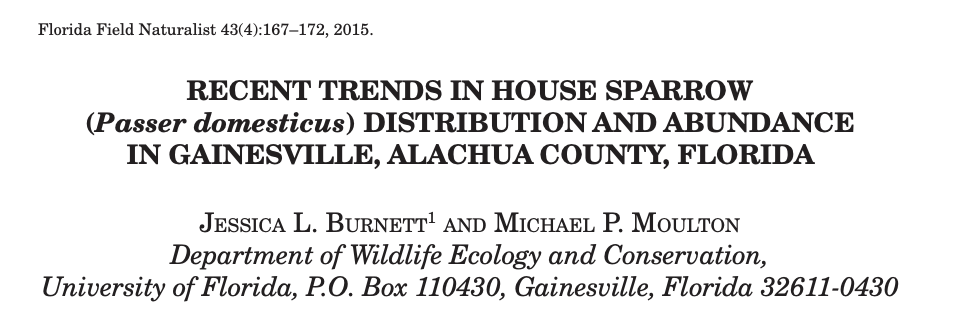 Florida Field Naturalist 43(4):167–172, 2015.
RECENT TRENDS IN HOUSE SPARROW
(Passer domesticus) DISTRIBUTION AND ABUNDANCE
IN GAINESVILLE, ALACHUA COUNTY, FLORIDA
Jessica L. Burnett¹ and Michael P. Moulton
Department of Wildlife Ecology and Conservation,
University of Florida, P.O. Box 110430, Gainesville, Florida 32611-0430